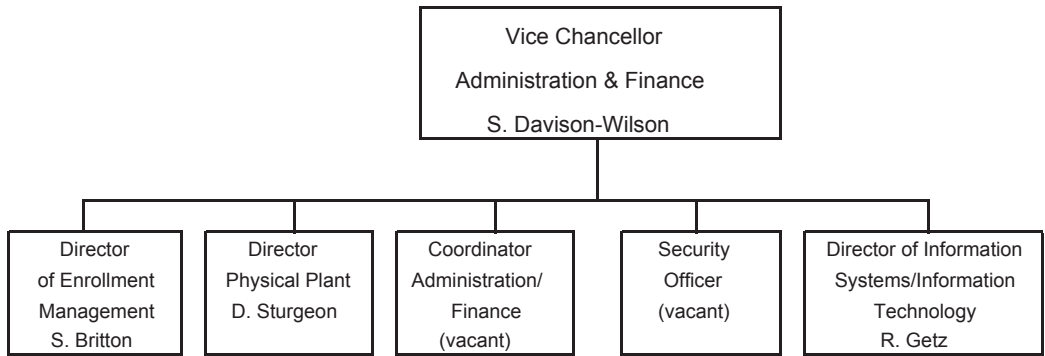 Vice Chancellor
Administration & Finance
S. Davison-Wilson
Director
of Enrollment
Management
S. Britton
Director
Physical Plant
D. Sturgeon
Coordinator
Administration/
Finance
(vacant)
Security
Officer
(vacant)
Director of Information
Systems/Information
Technology
R. Getz